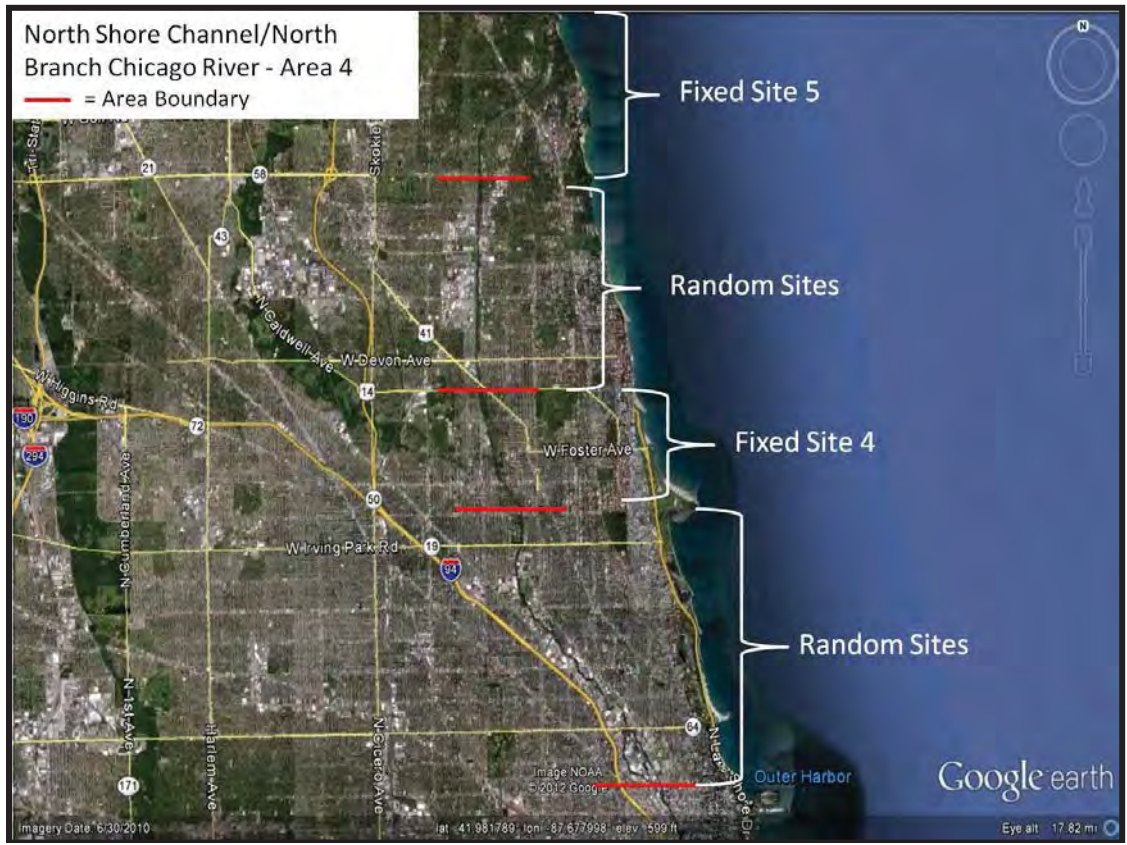 North Shore Channel/North
Branch Chicago River - Area 4
= Area Boundary
N
Fixed Site 5
Tri-Stat
Skokie
21
58
43
Random Sites
N Caldwell Ave
41
W Devon Ave
14
W Higgins Rd
190
72
294
W Foster Ave
Fixed Site 4
50
N Cumberland Ave
W Irving Park Rd
19
94
Random Sites
N 1st Ave
Harlem Ave
N Cicero Ave
64
171
Image NOAA
© 2012 Google
Outer Harbor
Google earth
Imagery Date: 6/30/2010
lat 41.981789° lon -87.677998° elev 599 ft
Eye alt 17.82 mi